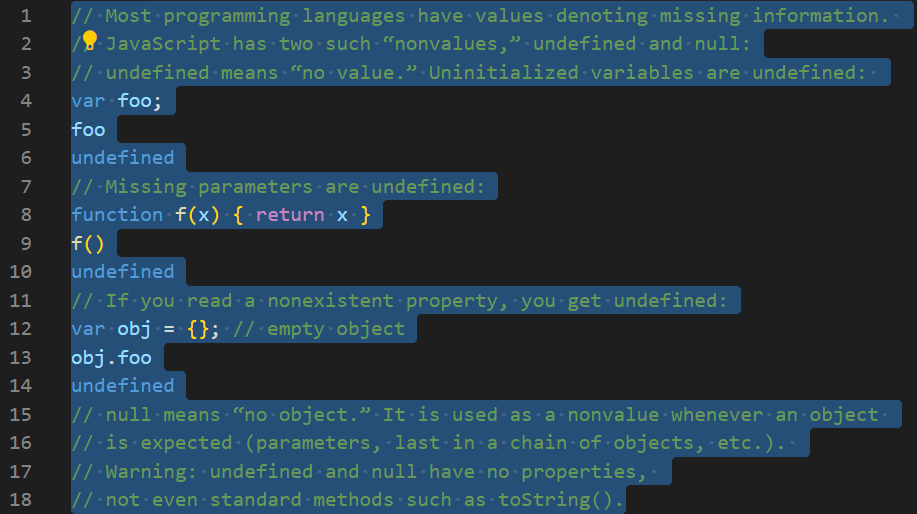 1 // Most programming languages have values denoting missing information.
2 // JavaScript has two such “nonvalues,” undefined and null:
3 // undefined means “no value.” Uninitialized variables are undefined:
4 var foo;
5 foo
6 undefined
7 // Missing parameters are undefined:
8 function f(x) { return x }
9 f()
10 undefined
11 // If you read a nonexistent property, you get undefined:
12 var obj = {}; // empty object
13 obj.foo
14 undefined
15 // null means “no object.” It is used as a nonvalue whenever an object
16 // is expected (parameters, last in a chain of objects, etc.).
17 // Warning: undefined and null have no properties,
18 // not even standard methods such as toString().